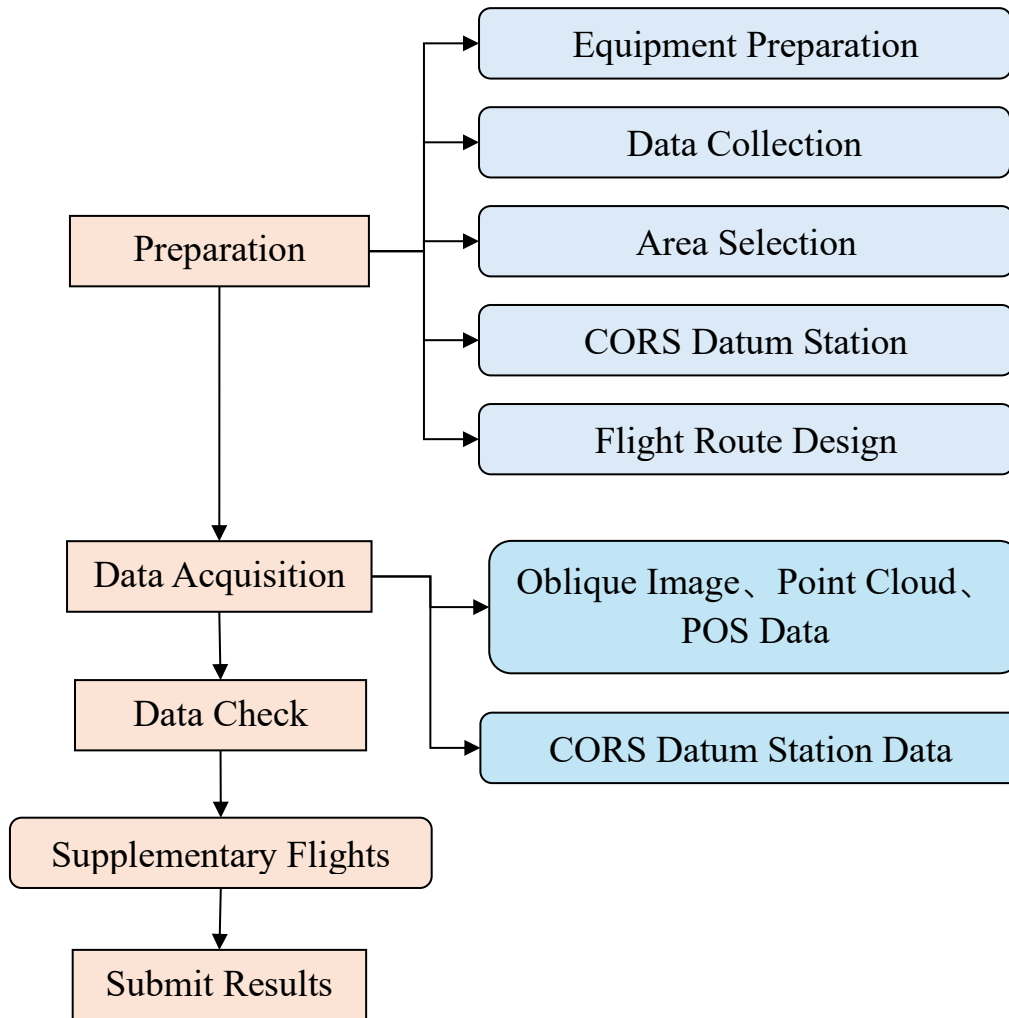 Equipment Preparation
Data Collection
Preparation
Area Selection
CORS Datum Station
Flight Route Design
Data Acquisition
Oblique Image、Point Cloud、
POS Data
Data Check
CORS Datum Station Data
Supplementary Flights
Submit Results